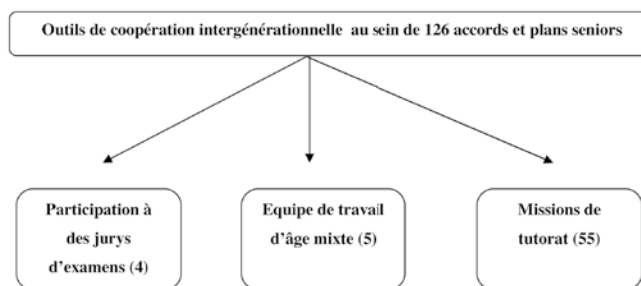 Outils de coopération intergénérationnelle au sein de 126 accords et plans seniors
Participation à
des jurys
d'examens (4)
Equipe de travail
d'âge mixte (5)
Missions de
tutorat (55)